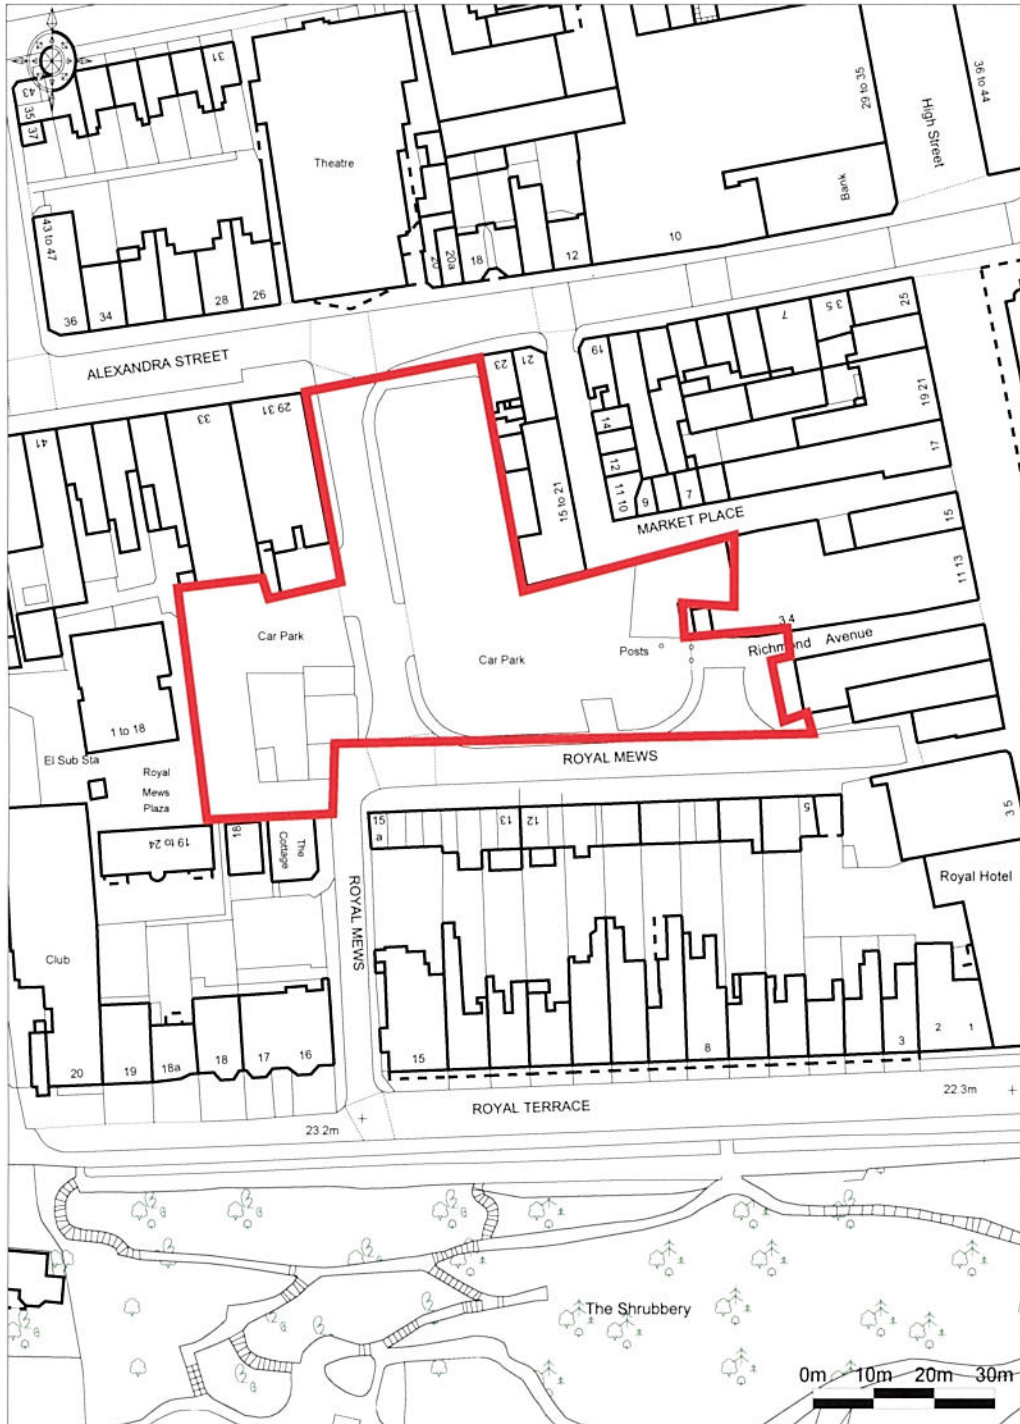 31
43
35
37
Theatre
29 to 35
High Street
36 to 44
Bank
43 to 47
36
34
28
26
20
20a
18
12
10
ALEXANDRA STREET
41
33
29 31
23
21
15 to 21
19
14
12
11
10
9
7
7
3 5
25
19 21
17
15
11 13
MARKET PLACE
3 4
Richmond Avenue
Car Park
Car Park
Posts
1 to 18
El Sub Sta
Royal
Mews
Plaza
ROYAL MEWS
19 to 24
18
The
Cottage
15
a
13
12
5
3 5
Royal Hotel
ROYAL MEWS
Club
20
19
18a
18
17
16
15
8
3
2
1
ROYAL TERRACE
22.3m
23 2m
The Shrubbery
0m 10m 20m 30m